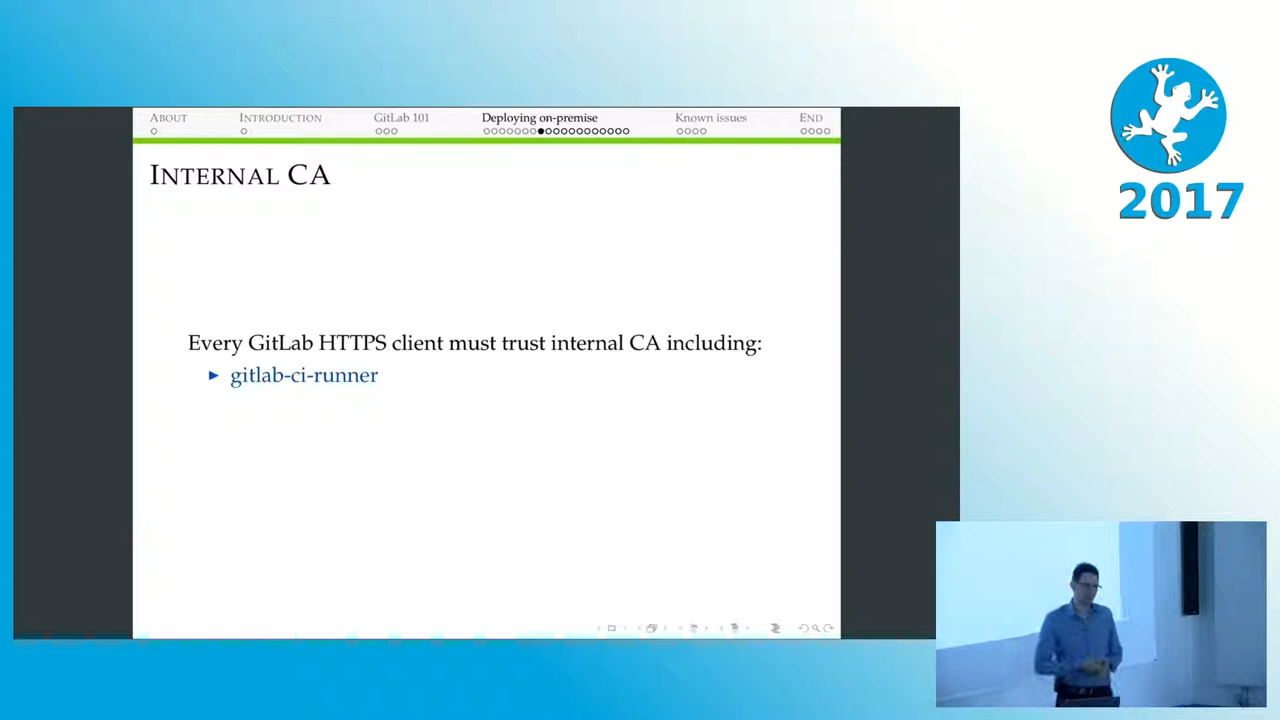 ABOUT
INTRODUCTION
GitLab 101
Deploying on-premise
Known issues
END
INTERNAL CA
Every GitLab HTTPS client must trust internal CA including:
gitlab-ci-runner
2017